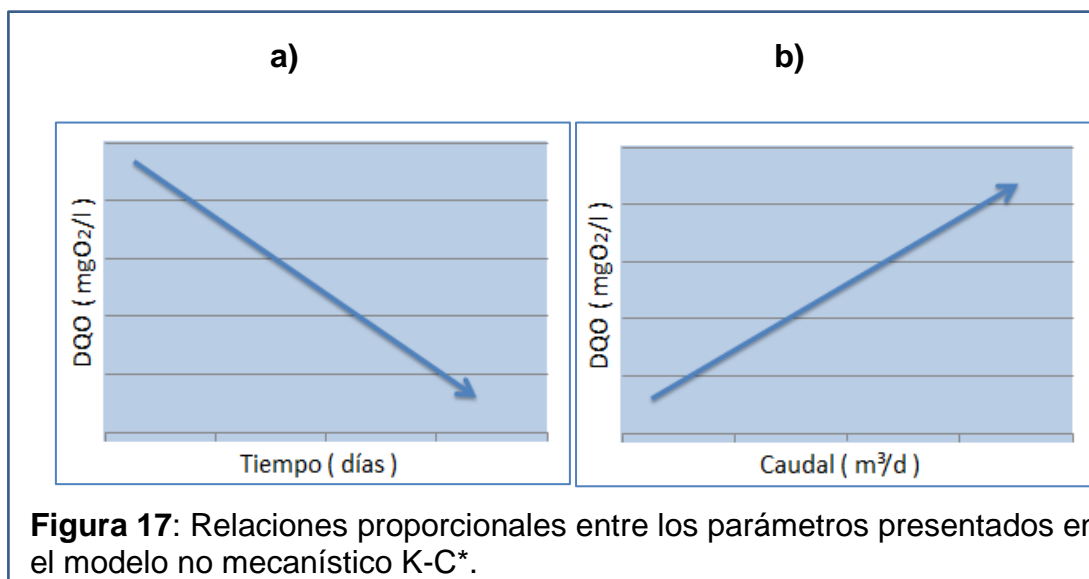 a)
b)
DQO ( mgO₂/l )
Tiempo ( días )
DQO ( mgO₂/l )
Caudal ( m³/d )
Figura 17: Relaciones proporcionales entre los parámetros presentados en
el modelo no mecanístico K-C*.